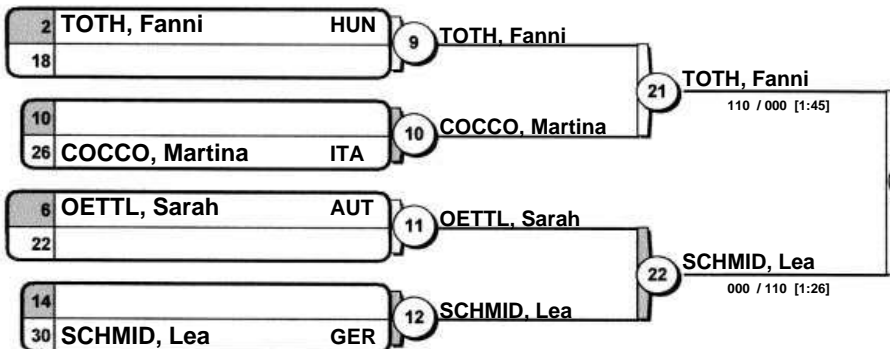 2 TOTH, Fanni HUN
18
9 TOTH, Fanni
10
26 COCCO, Martina ITA
10 COCCO, Martina
21 TOTH, Fanni
110 / 000 [1:45]
6 OETTL, Sarah AUT
22
11 OETTL, Sarah
14
30 SCHMID, Lea GER
12 SCHMID, Lea
22 SCHMID, Lea
000 / 110 [1:26]